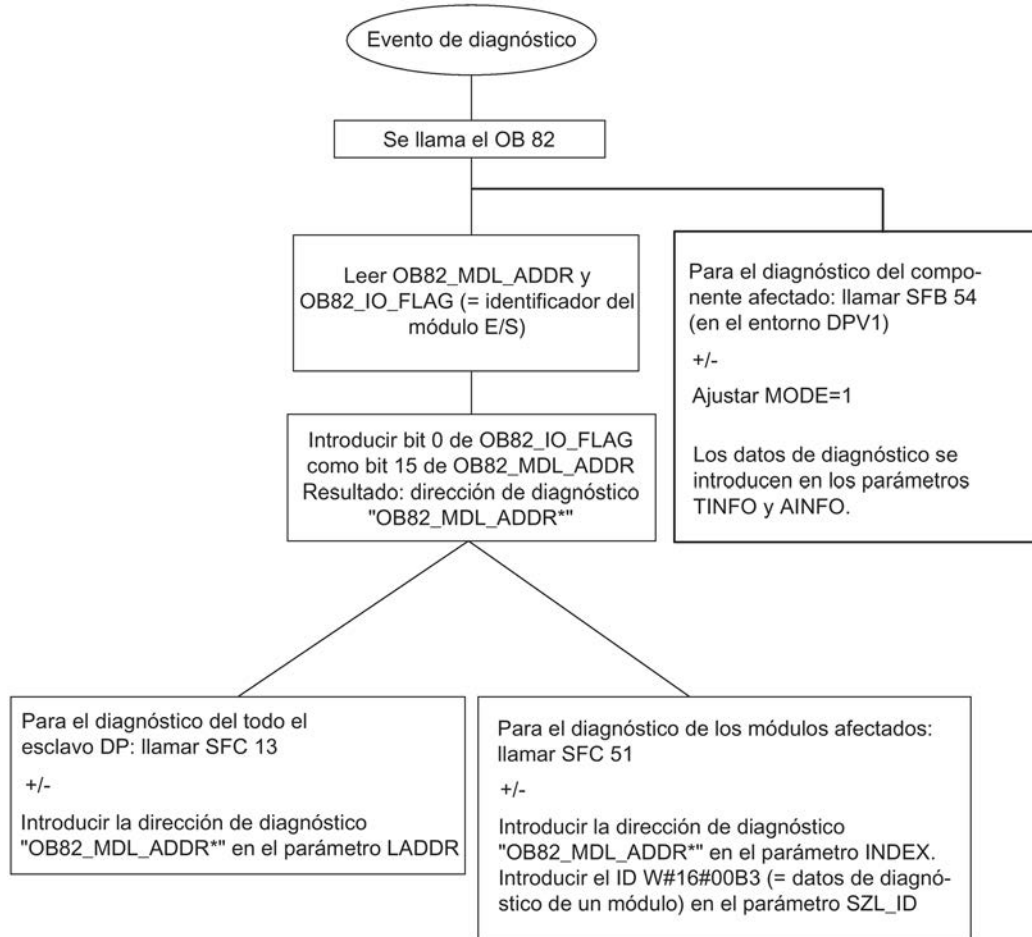 Evento de diagnóstico
Se llama el OB 82
Leer OB82_MDL_ADDR y
OB82_IO_FLAG (= identificador del
módulo E/S)
Para el diagnóstico del compo-
nente afectado: llamar SFB 54
(en el entorno DPV1)
+/-
Ajustar MODE=1
Los datos de diagnóstico se
introducen en los parámetros
TINFO y AINFO.
Introducir bit 0 de OB82_IO_FLAG
como bit 15 de OB82_MDL_ADDR
Resultado: dirección de diagnóstico
"OB82_MDL_ADDR*"
Para el diagnóstico del todo el
esclavo DP: llamar SFC 13
+/-
Introducir la dirección de diagnóstico
"OB82_MDL_ADDR*" en el parámetro LADDR
Para el diagnóstico de los módulos afectados:
llamar SFC 51
+/-
Introducir la dirección de diagnóstico
"OB82_MDL_ADDR*" en el parámetro INDEX.
Introducir el ID W#16#00B3 (= datos de diagnó-
stico de un módulo) en el parámetro SZL_ID